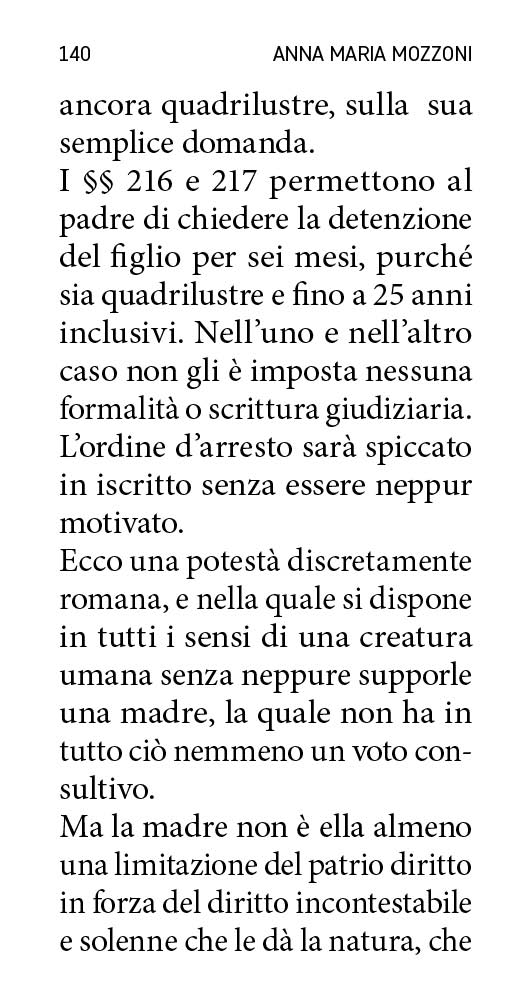 140
ANNA MARIA MOZZONI
ancora quadrilustre, sulla sua
semplice domanda.
I §§ 216 e 217 permettono al
padre di chiedere la detenzione
del figlio per sei mesi, purché
sia quadrilustre e fino a 25 anni
inclusivi. Nell’uno e nell’altro
caso non gli è imposta nessuna
formalità o scrittura giudiziaria.
L’ordine d’arresto sarà spiccato
in iscritto senza essere neppur
motivato.
Ecco una potestà discretamente
romana, e nella quale si dispone
in tutti i sensi di una creatura
umana senza neppure supporle
una madre, la quale non ha in
tutto ciò nemmeno un voto con-
sultivo.
Ma la madre non è ella almeno
una limitazione del patrio diritto
in forza del diritto incontestabile
e solenne che le dà la natura, che